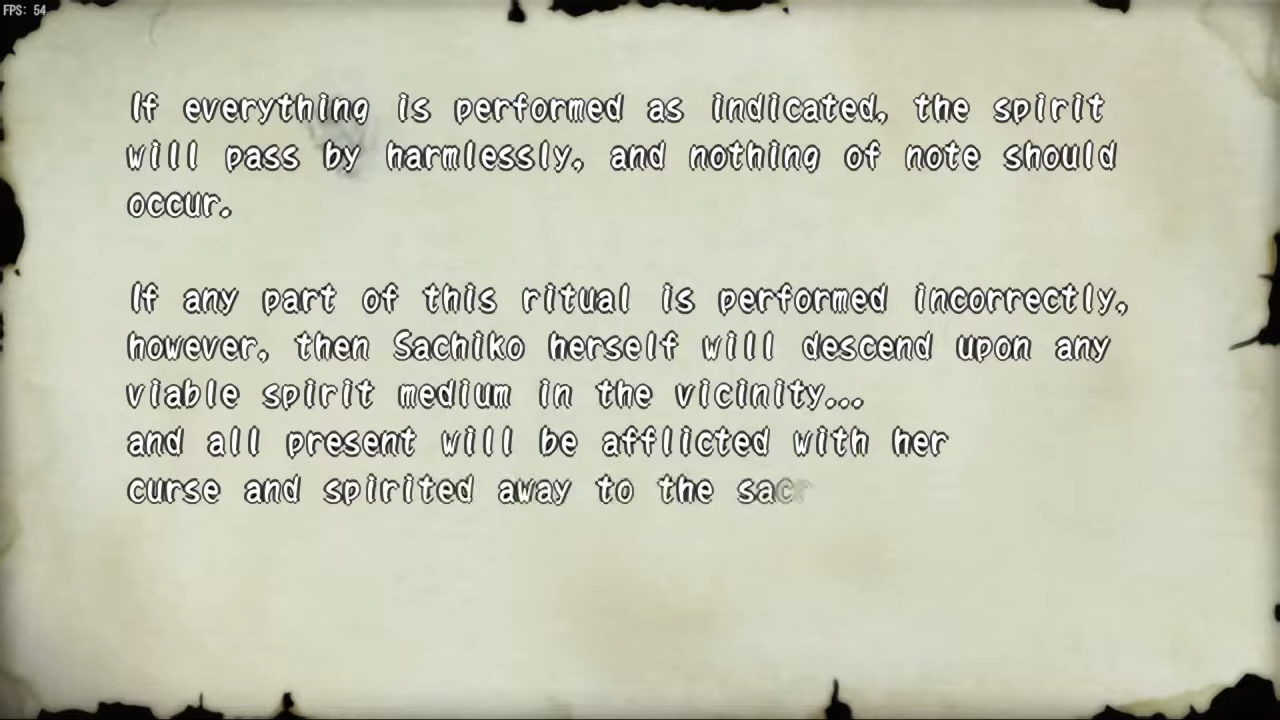 FPS: 54
If everything is performed as indicated, the spirit
will pass by harmlessly, and nothing of note should
occur.
If any part of this ritual is performed incorrectly,
however, then Sachiko herself will descend upon any
viable spirit medium in the vicinity...
and all present will be afflicted with her
curse and spirited away to the sacr